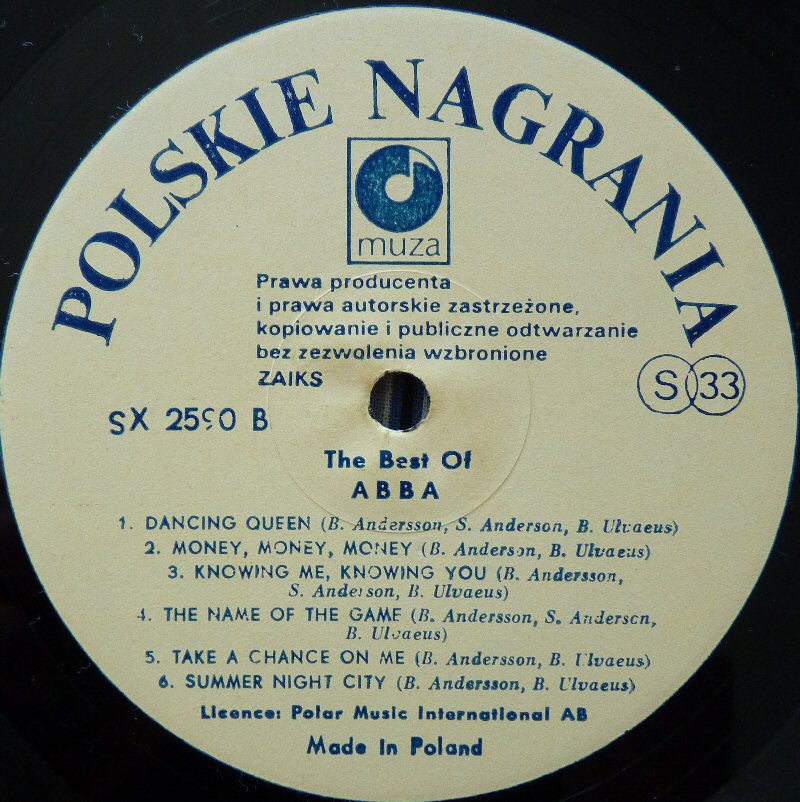 POLSKIE NAGRANIA
muza
Prawa producenta
i prawa autorskie zastrzeżone,
kopiowanie i publiczne odtwarzanie
bez zezwolenia wzbronione
ZAIKS
S 33
SX 2590 B
The Best Of
ABBA
1. DANCING QUEEN (B. Andersson, S. Anderson, B. Ulvaeus)
2. MONEY, MONEY, MONEY (B. Anderson, B. Ulvaeus)
3. KNOWING ME, KNOWING YOU (B. Andersson,
S. Anderson, B. Ulvaeus)
4. THE NAME OF THE GAME (B. Andersson, S. Anderson,
B. Ulvaeus)
5. TAKE A CHANCE ON ME (B. Andersson, B. Ulvaeus)
6. SUMMER NIGHT CITY (B. Andersson, B. Ulvaeus)
Licence: Polar Music International AB
Made in Poland